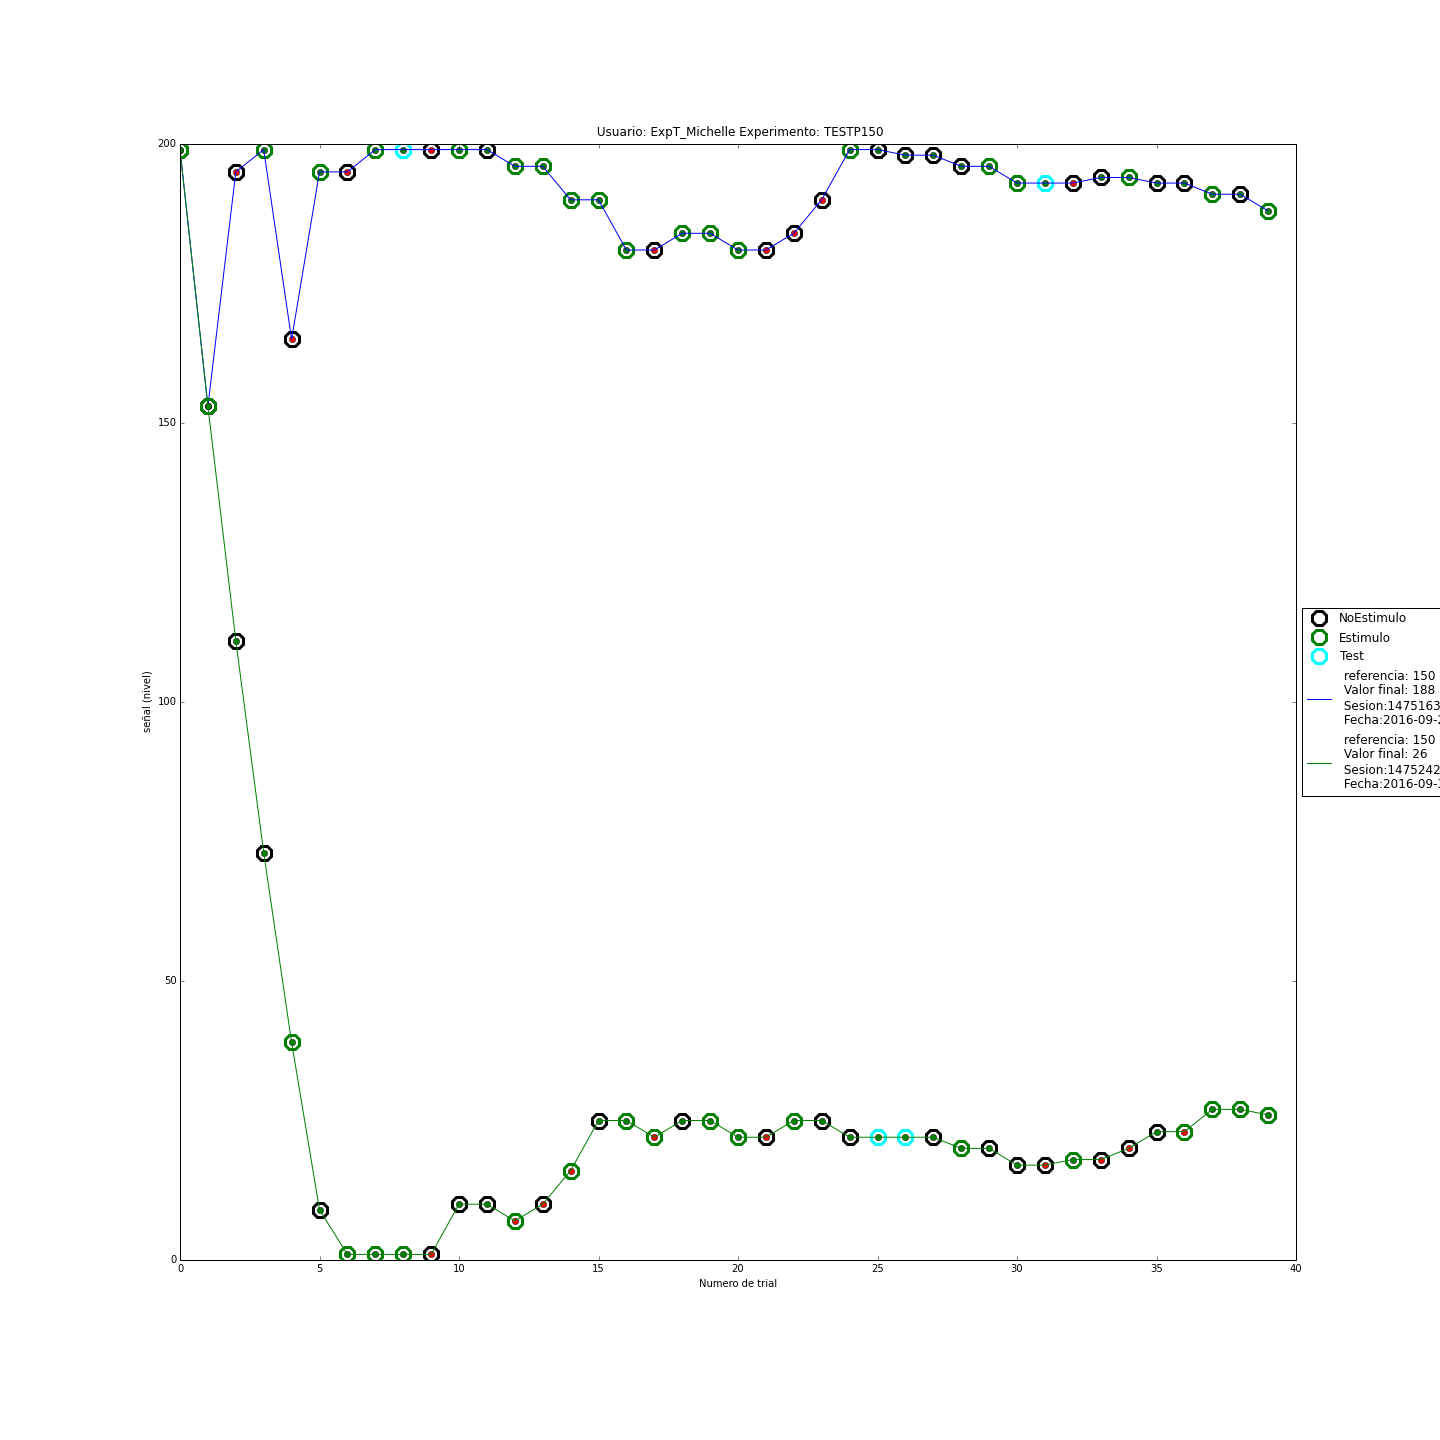 Usuario: ExpT_Michelle Experimento: TESTP150
200
150
100
50
0
señal (nivel)
0 5 10 15 20 25 30 35 40
Numero de trial
NoEstimulo
Estimulo
Test
referencia: 150
Valor final: 188
Sesion:1475163
Fecha:2016-09-2
referencia: 150
Valor final: 26
Sesion:1475242
Fecha:2016-09-3